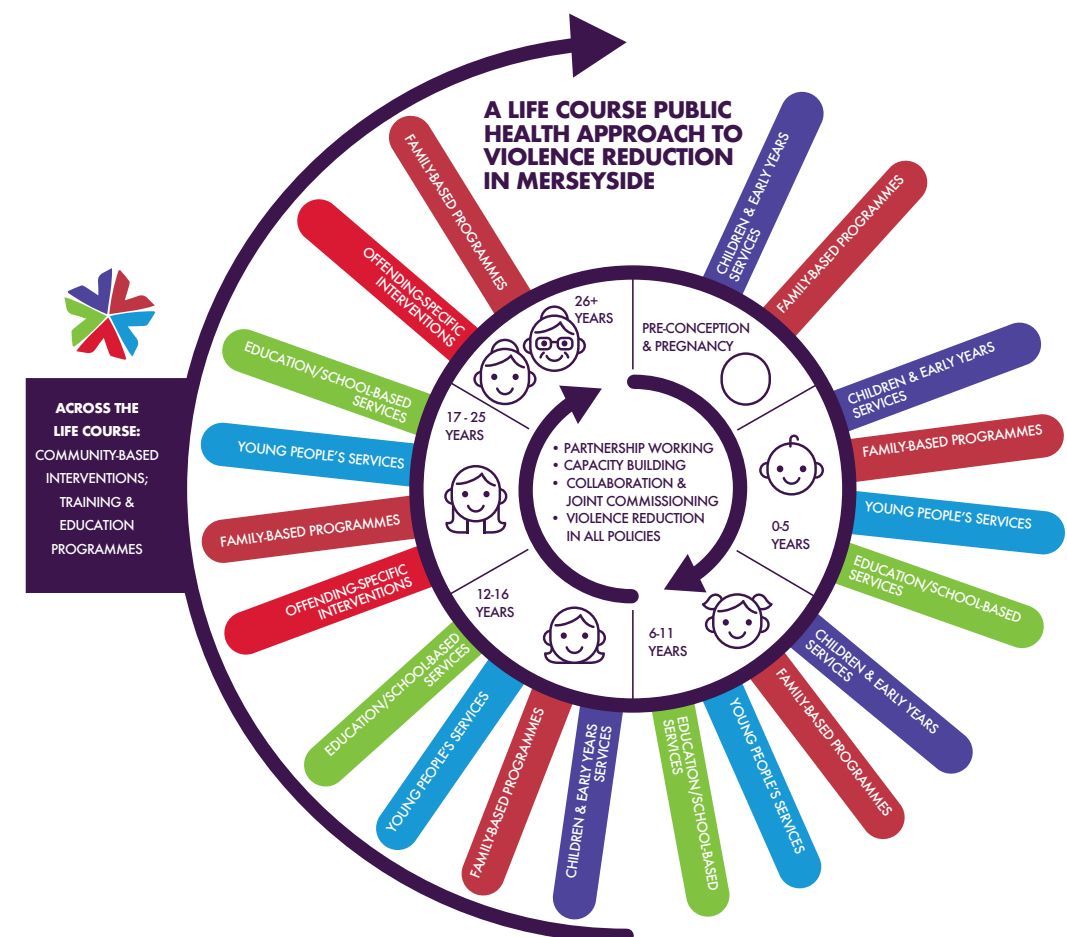 A LIFE COURSE PUBLIC
HEALTH APPROACH TO
VIOLENCE REDUCTION
IN MERSEYSIDE
CHILDREN & EARLY YEARS
SERVICES
FAMILY-BASED PROGRAMMES
CHILDREN & EARLY YEARS
SERVICES
FAMILY-BASED PROGRAMMES
YOUNG PEOPLE'S SERVICES
EDUCATION/SCHOOL-BASED
SERVICES
CHILDREN & EARLY YEARS
SERVICES
FAMILY-BASED PROGRAMMES
YOUNG PEOPLE'S SERVICES
EDUCATION/SCHOOL-BASED
SERVICES
CHILDREN & EARLY YEARS
SERVICES
FAMILY-BASED PROGRAMMES
YOUNG PEOPLE'S SERVICES
EDUCATION/SCHOOL-BASED
SERVICES
OFFENDING-SPECIFIC
INTERVENTIONS
FAMILY-BASED PROGRAMMES
YOUNG PEOPLE'S SERVICES
EDUCATION/SCHOOL-BASED
SERVICES
OFFENDING-SPECIFIC
INTERVENTIONS
FAMILY-BASED PROGRAMMES
PRE-CONCEPTION
& PREGNANCY
0-5
YEARS
6-11
YEARS
12-16
YEARS
17 - 25
YEARS
26+
YEARS
• PARTNERSHIP WORKING
• CAPACITY BUILDING
• COLLABORATION &
JOINT COMMISSIONING
• VIOLENCE REDUCTION
IN ALL POLICIES
ACROSS THE
LIFE COURSE:
COMMUNITY-BASED
INTERVENTIONS;
TRAINING &
EDUCATION
PROGRAMMES